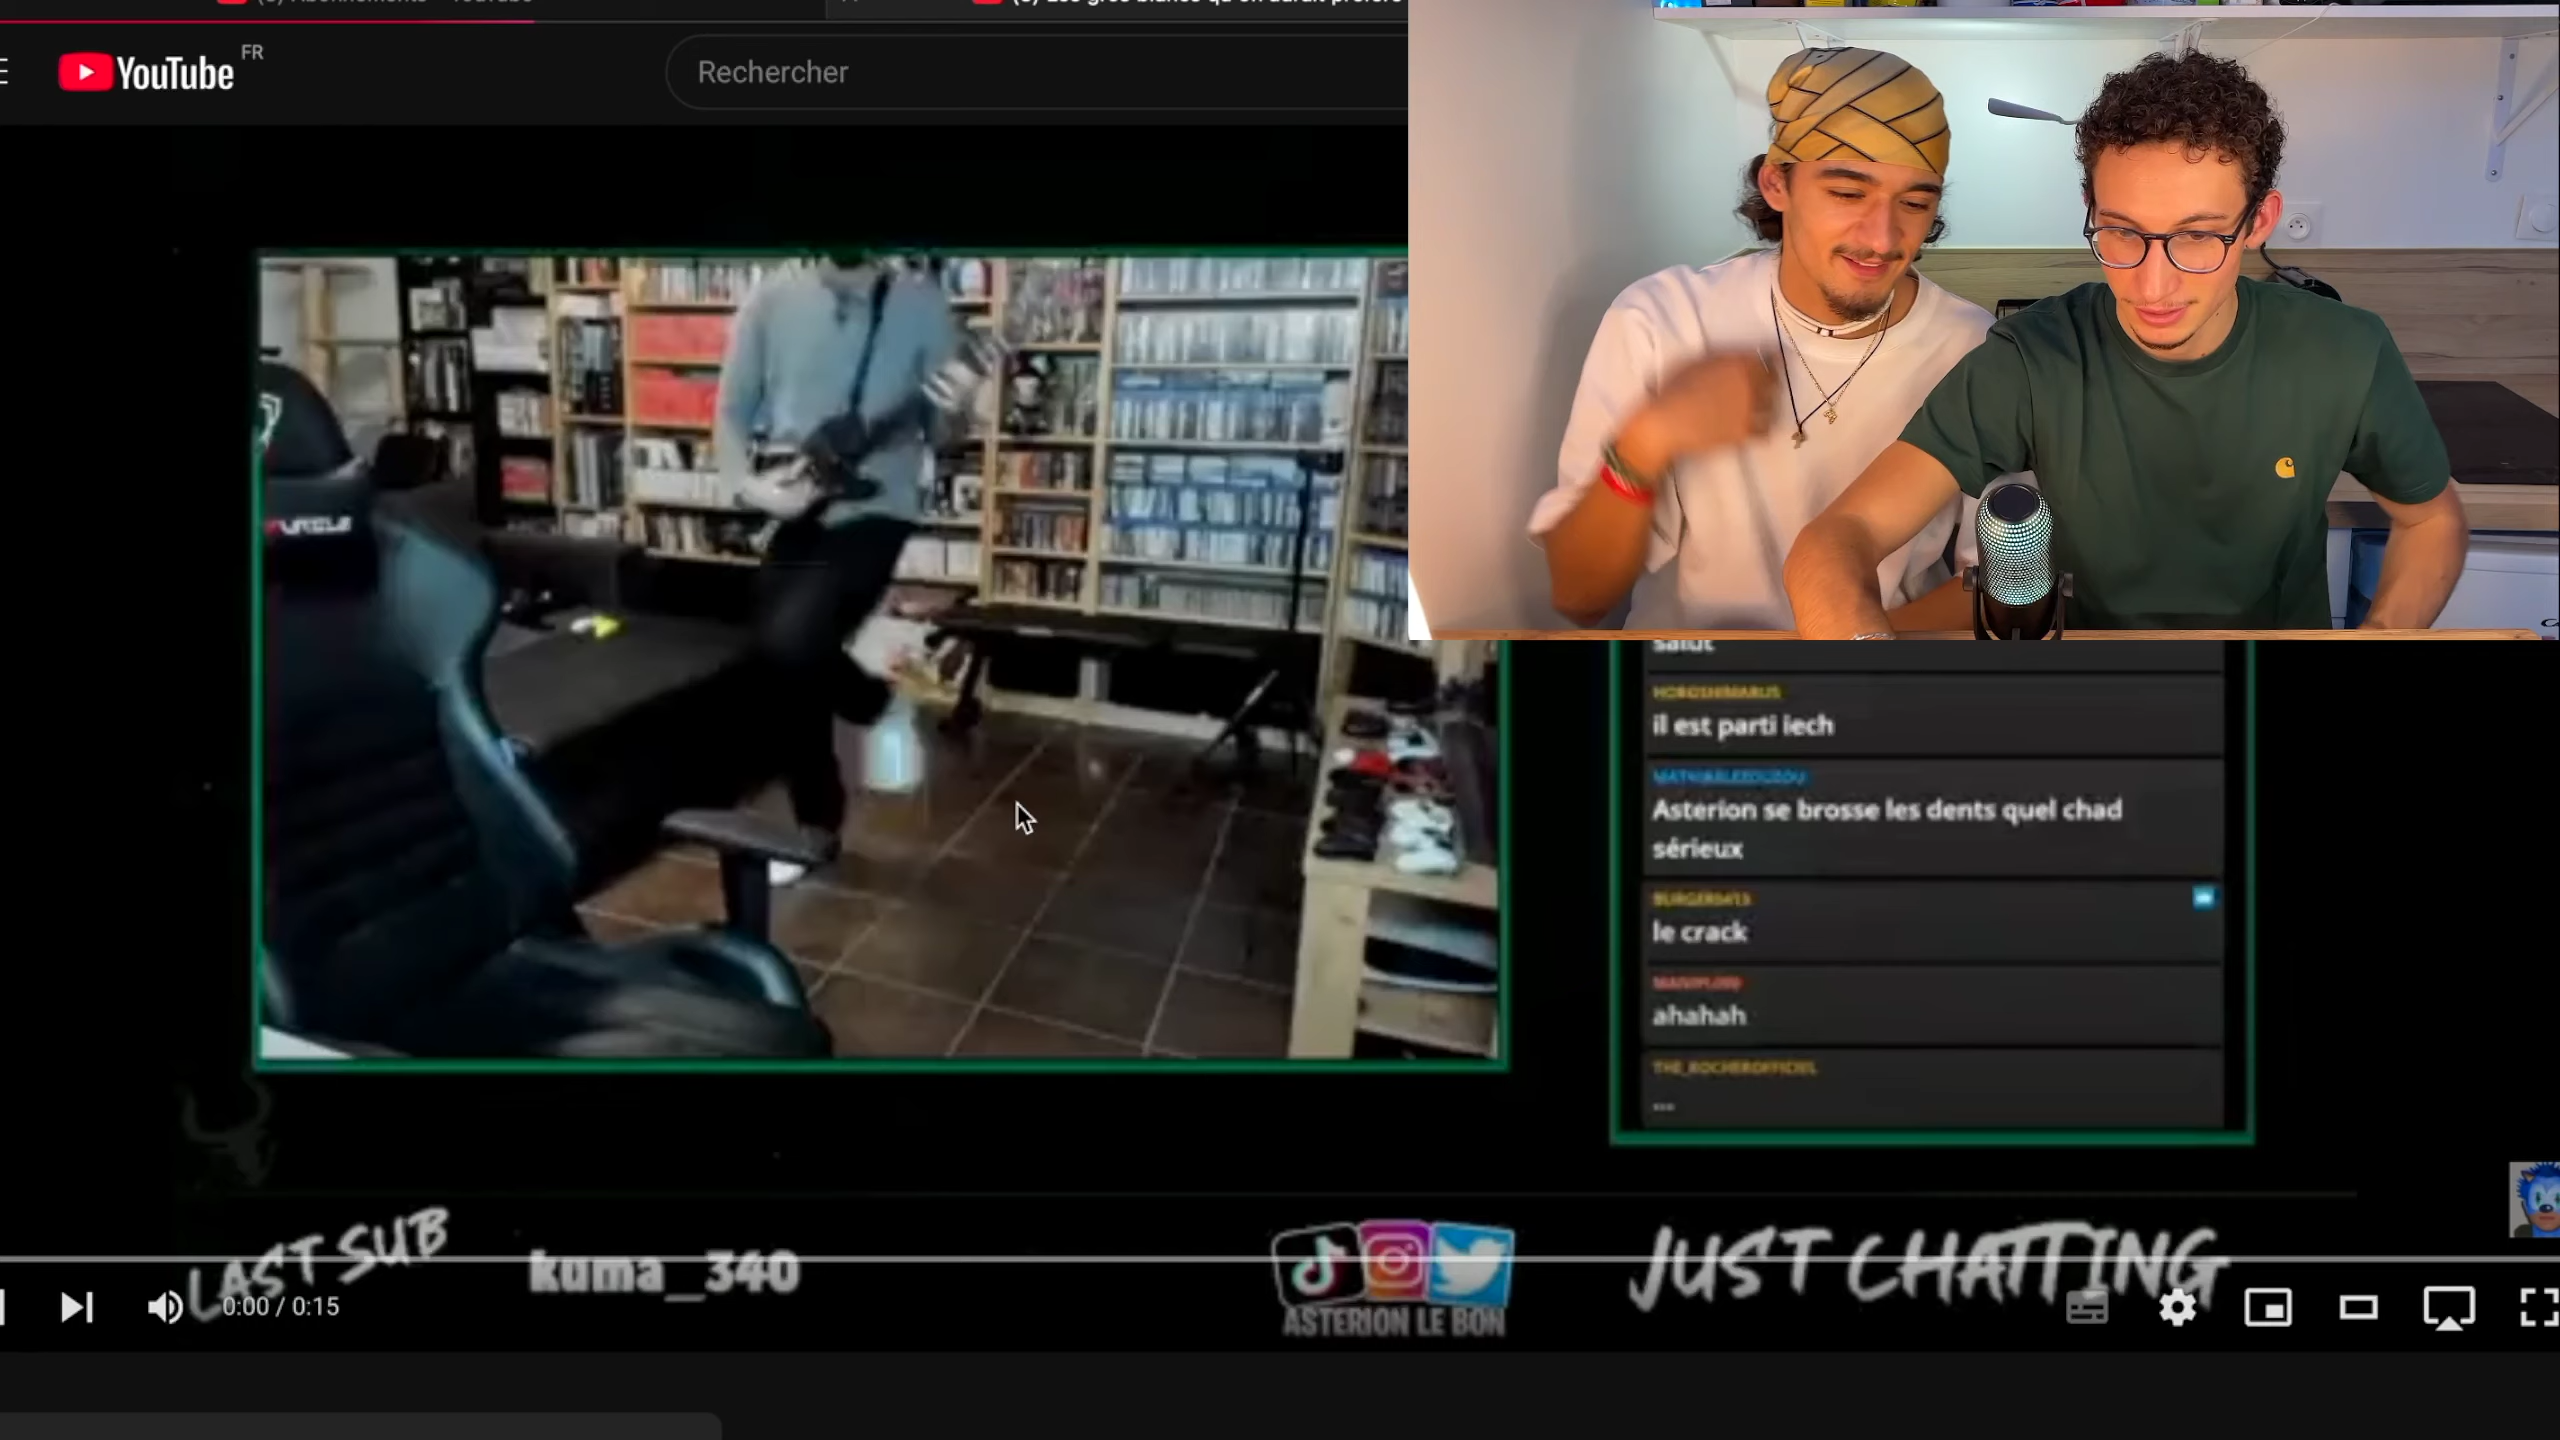 YouTube FR
Rechercher
salut
il est parti iech
Asterion se brosse les dents quel chad
sérieux
le crack
ahahah
THE_ROCHEROFFICIEL
...
LAST SUB
kuma_340
ASTERION LE BON
JUST CHATTING
0:00 / 0:15